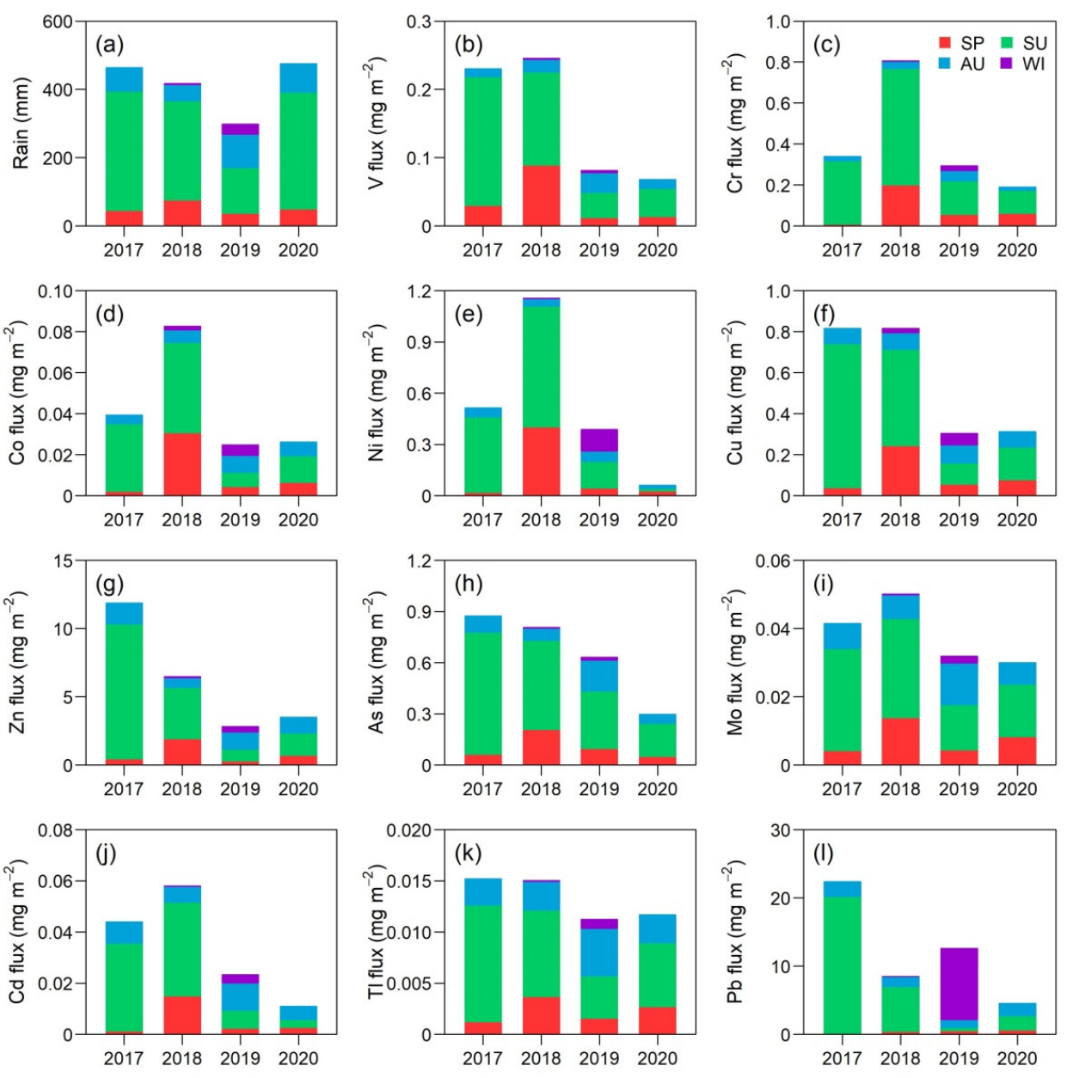 (a)
Rain (mm)
600
400
200
0
2017 2018 2019 2020
(b)
V flux (mg m⁻²)
0.3
0.2
0.1
0
2017 2018 2019 2020
(c)
SP SU
AU WI
Cr flux (mg m⁻²)
1.0
0.8
0.6
0.4
0.2
0
2017 2018 2019 2020
(d)
Co flux (mg m⁻²)
0.10
0.08
0.06
0.04
0.02
0
2017 2018 2019 2020
(e)
Ni flux (mg m⁻²)
1.2
0.9
0.6
0.3
0
2017 2018 2019 2020
(f)
Cu flux (mg m⁻²)
1.0
0.8
0.6
0.4
0.2
0
2017 2018 2019 2020
(g)
Zn flux (mg m⁻²)
15
10
5
0
2017 2018 2019 2020
(h)
As flux (mg m⁻²)
1.2
0.9
0.6
0.3
0
2017 2018 2019 2020
(i)
Mo flux (mg m⁻²)
0.06
0.04
0.02
0
2017 2018 2019 2020
(j)
Cd flux (mg m⁻²)
0.08
0.06
0.04
0.02
0
2017 2018 2019 2020
(k)
Tl flux (mg m⁻²)
0.020
0.015
0.010
0.005
0
2017 2018 2019 2020
(l)
Pb flux (mg m⁻²)
30
20
10
0
2017 2018 2019 2020